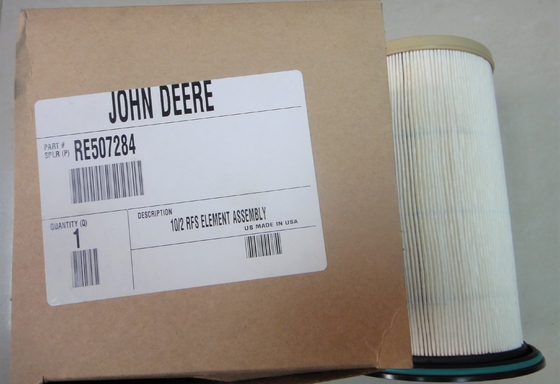 JOHN DEERE
PART #
SPLR (P) RE507284
QUANTITY (Q)
1
DESCRIPTION
10/2 RFS ELEMENT ASSEMBLY
US MADE IN USA